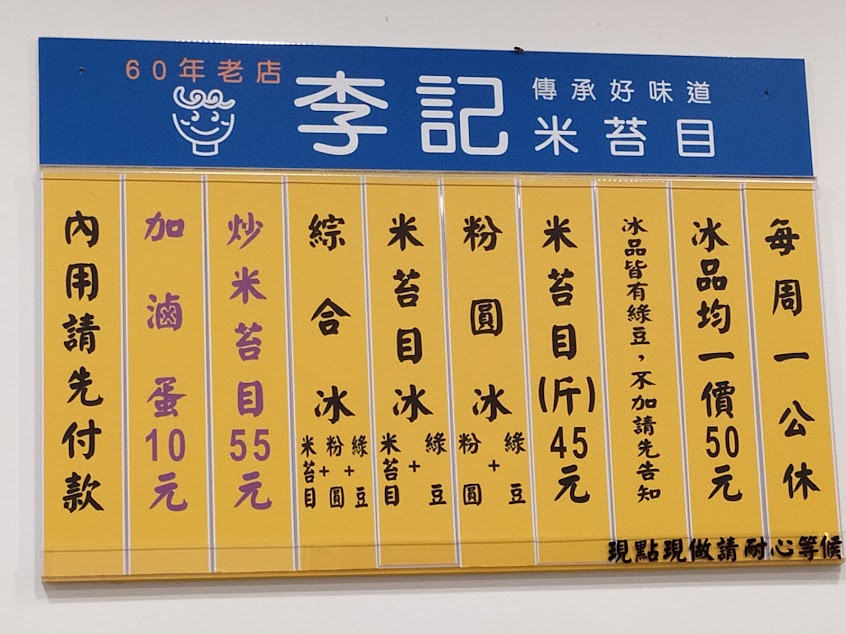 60年老店
李記
傳承好味道
米苔目
每周一公休
冰品均一價50元
冰品皆有綠豆，不加請先告知
米苔目(斤)45元
粉圓冰
綠豆+粉圓
米苔目冰
綠豆+米苔目
綜合冰
綠豆+粉圓+米苔目
炒米苔目55元
加滷蛋10元
內用請先付款
現點現做請耐心等候